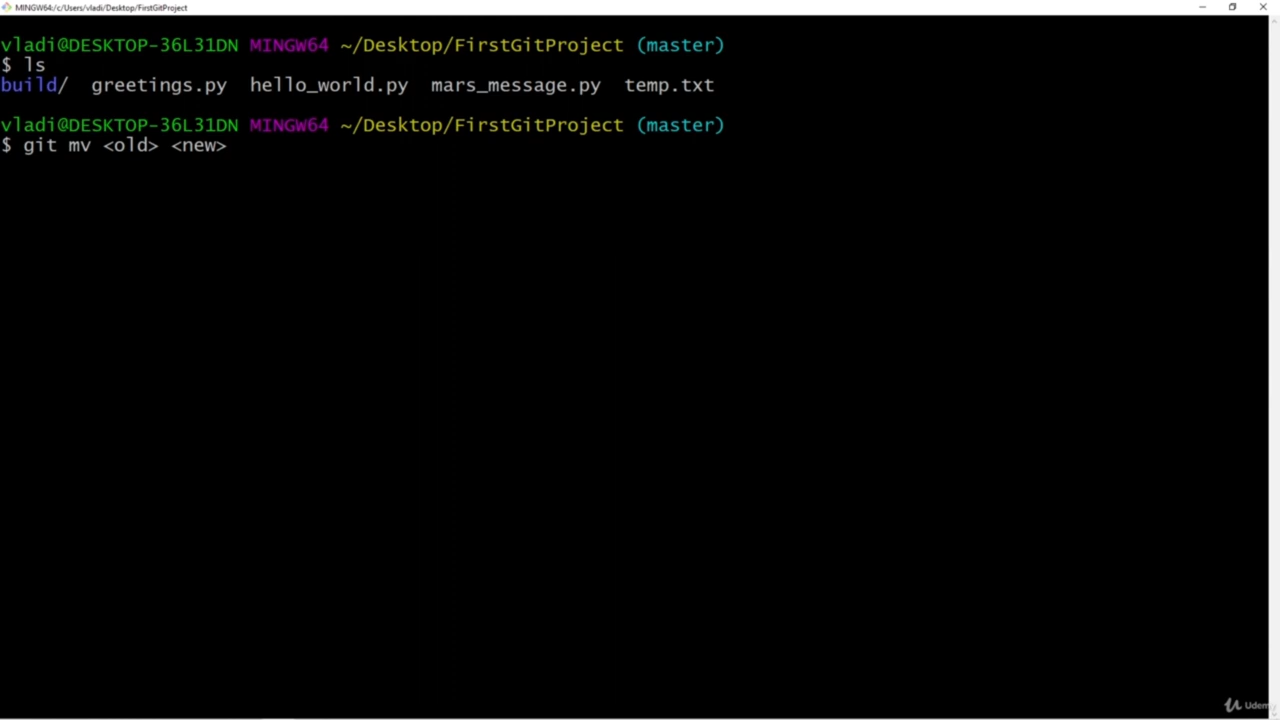 MINGW64:/c/Users/vladi/Desktop/FirstGitProject
vladi@DESKTOP-36L31DN MINGW64 ~/Desktop/FirstGitProject (master)
$ ls
build/  greetings.py  hello_world.py  mars_message.py  temp.txt
vladi@DESKTOP-36L31DN MINGW64 ~/Desktop/FirstGitProject (master)
$ git mv <old> <new>
Udemy